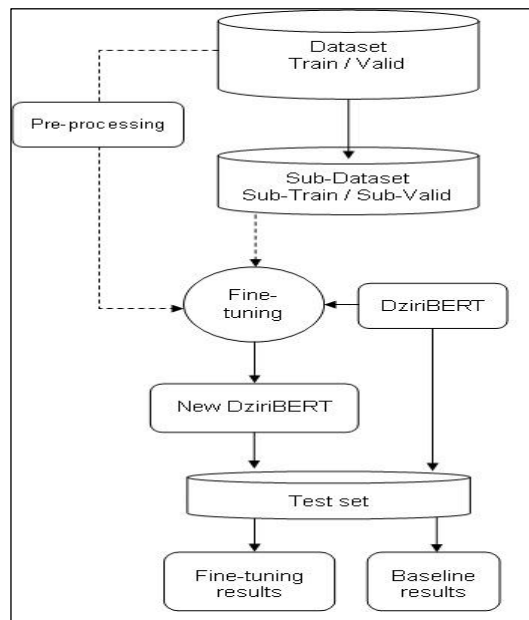 Dataset
Train / Valid
Pre-processing
Sub-Dataset
Sub-Train / Sub-Valid
Fine-
tuning
DziriBERT
New DziriBERT
Test set
Fine-tuning
results
Baseline
results